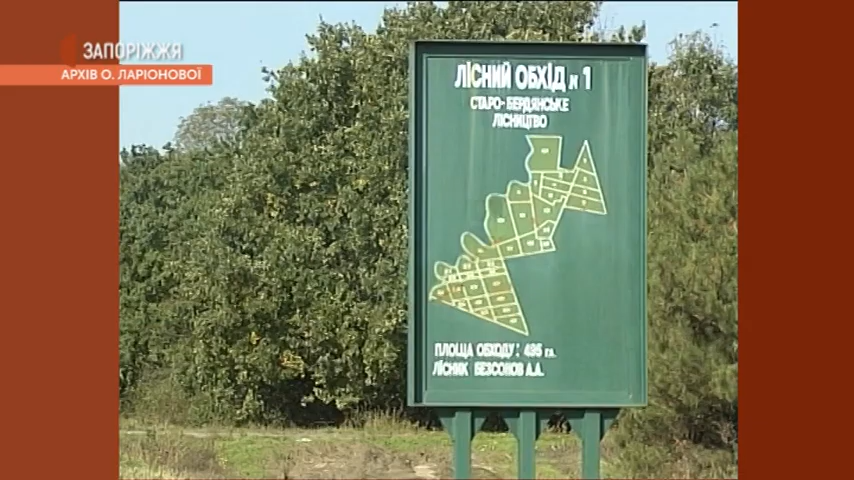 ЗАПОРІЖЖЯ
АРХІВ О. ЛАРІОНОВОЇ
ЛІСНИЙ ОБХІД № 1
СТАРО-БЕРДЯНСЬКЕ
ЛІСНИЦТВО
ПЛОЩА ОБХОДУ: 495 га.
ЛІСНИК БЕЗСОНОВ А.А.